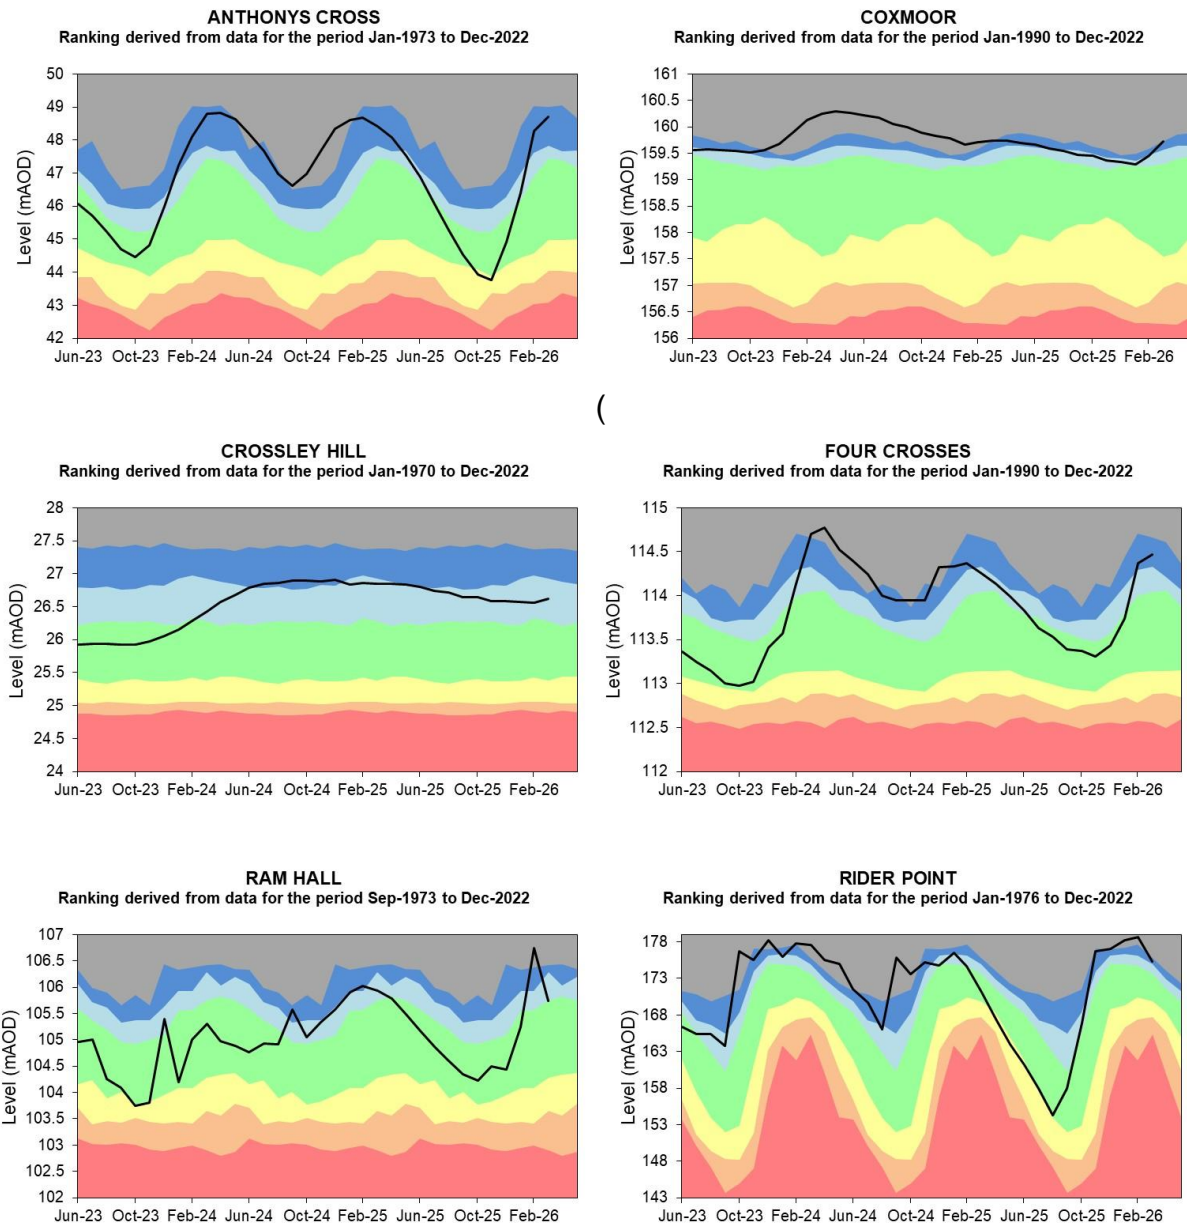 ANTHONYS CROSS
Ranking derived from data for the period Jan-1973 to Dec-2022
Level (mAOD)
50
49
48
47
46
45
44
43
42
Jun-23 Oct-23 Feb-24 Jun-24 Oct-24 Feb-25 Jun-25 Oct-25 Feb-26
COXMOOR
Ranking derived from data for the period Jan-1990 to Dec-2022
Level (mAOD)
161
160.5
160
159.5
159
158.5
158
157.5
157
156.5
156
Jun-23 Oct-23 Feb-24 Jun-24 Oct-24 Feb-25 Jun-25 Oct-25 Feb-26
(
CROSSLEY HILL
Ranking derived from data for the period Jan-1970 to Dec-2022
Level (mAOD)
28
27.5
27
26.5
26
25.5
25
24.5
24
Jun-23 Oct-23 Feb-24 Jun-24 Oct-24 Feb-25 Jun-25 Oct-25 Feb-26
FOUR CROSSES
Ranking derived from data for the period Jan-1990 to Dec-2022
Level (mAOD)
115
114.5
114
113.5
113
112.5
112
Jun-23 Oct-23 Feb-24 Jun-24 Oct-24 Feb-25 Jun-25 Oct-25 Feb-26
RAM HALL
Ranking derived from data for the period Sep-1973 to Dec-2022
Level (mAOD)
107
106.5
106
105.5
105
104.5
104
103.5
103
102.5
102
Jun-23 Oct-23 Feb-24 Jun-24 Oct-24 Feb-25 Jun-25 Oct-25 Feb-26
RIDER POINT
Ranking derived from data for the period Jan-1976 to Dec-2022
Level (mAOD)
178
173
168
163
158
153
148
143
Jun-23 Oct-23 Feb-24 Jun-24 Oct-24 Feb-25 Jun-25 Oct-25 Feb-26